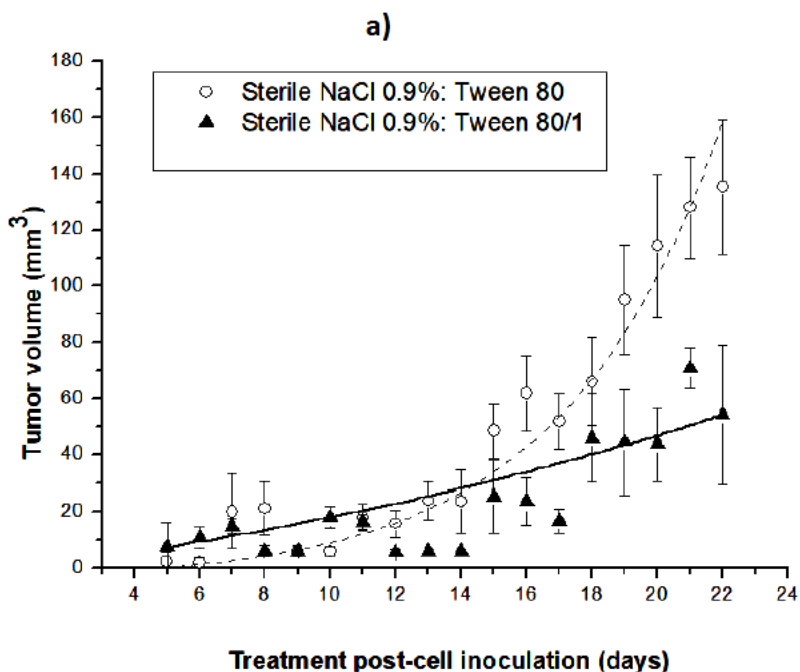 a)
180
160
140
120
100
80
60
40
20
0
Tumor volume (mm³)
Sterile NaCl 0.9%: Tween 80
Sterile NaCl 0.9%: Tween 80/1
4 6 8 10 12 14 16 18 20 22 24
Treatment post-cell inoculation (days)